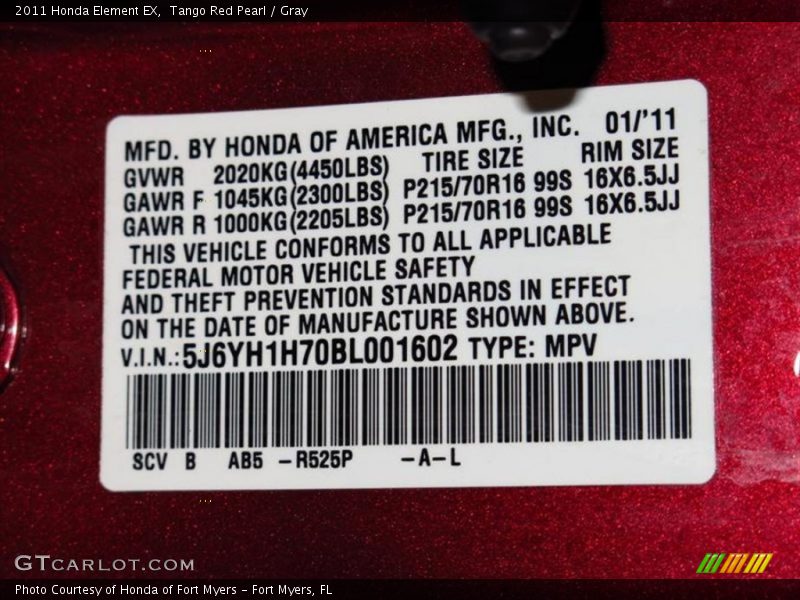 2011 Honda Element EX,  Tango Red Pearl / Gray
MFD. BY HONDA OF AMERICA MFG., INC. 01/'11
GVWR 2020KG(4450LBS) TIRE SIZE RIM SIZE
GAWR F 1045KG(2300LBS) P215/70R16 99S 16X6.5JJ
GAWR R 1000KG(2205LBS) P215/70R16 99S 16X6.5JJ
THIS VEHICLE CONFORMS TO ALL APPLICABLE
FEDERAL MOTOR VEHICLE SAFETY
AND THEFT PREVENTION STANDARDS IN EFFECT
ON THE DATE OF MANUFACTURE SHOWN ABOVE.
V.I.N.:5J6YH1H70BL001602 TYPE: MPV
SCV B AB5 -R525P -A-L
GTCARLOT.COM
Photo Courtesy of Honda of Fort Myers - Fort Myers, FL